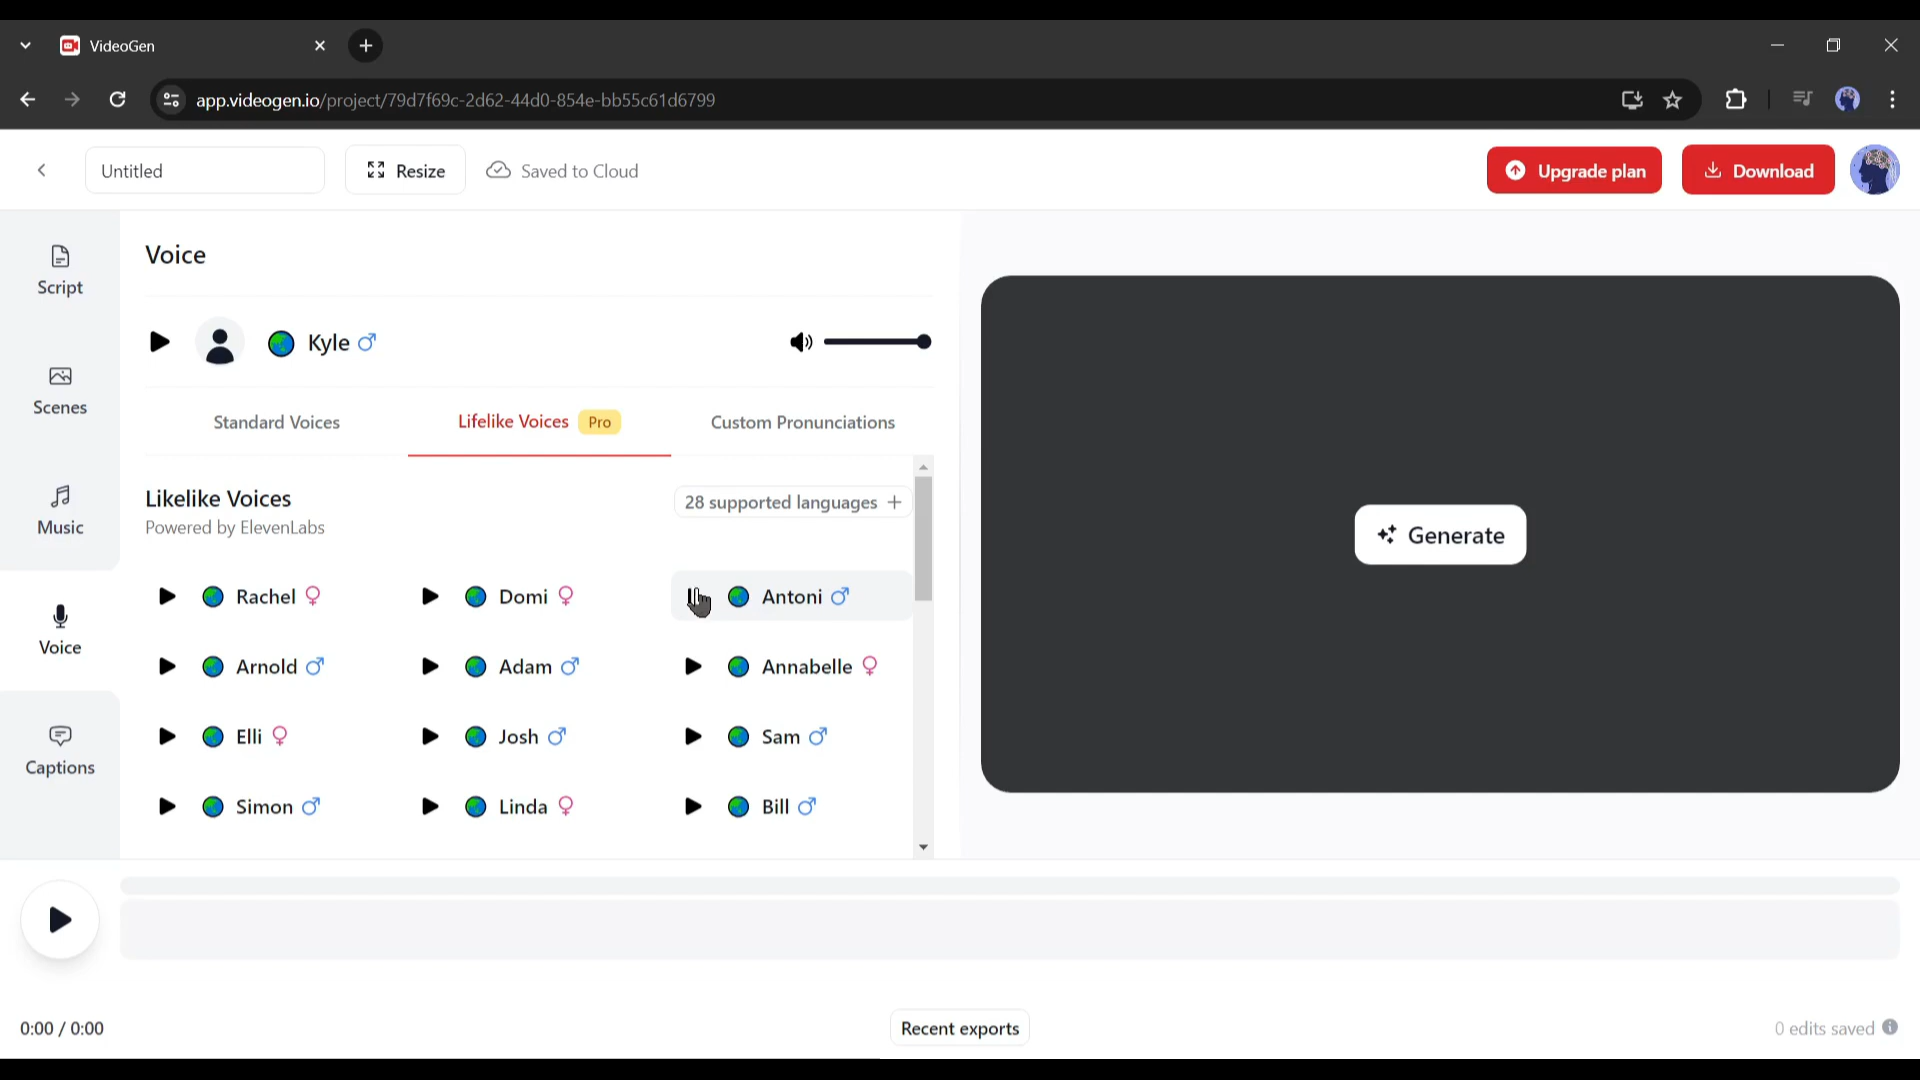 VideoGen
app.videogen.io/project/79d7f69c-2d62-44d0-854e-bb55c61d6799
Untitled
Resize
Saved to Cloud
Upgrade plan
Download
Script
Scenes
Music
Voice
Captions
Voice
Kyle
Standard Voices
Lifelike Voices Pro
Custom Pronunciations
Likelike Voices
28 supported languages +
Powered by ElevenLabs
Rachel
Domi
Antoni
Arnold
Adam
Annabelle
Elli
Josh
Sam
Simon
Linda
Bill
Generate
0:00 / 0:00
Recent exports
0 edits saved